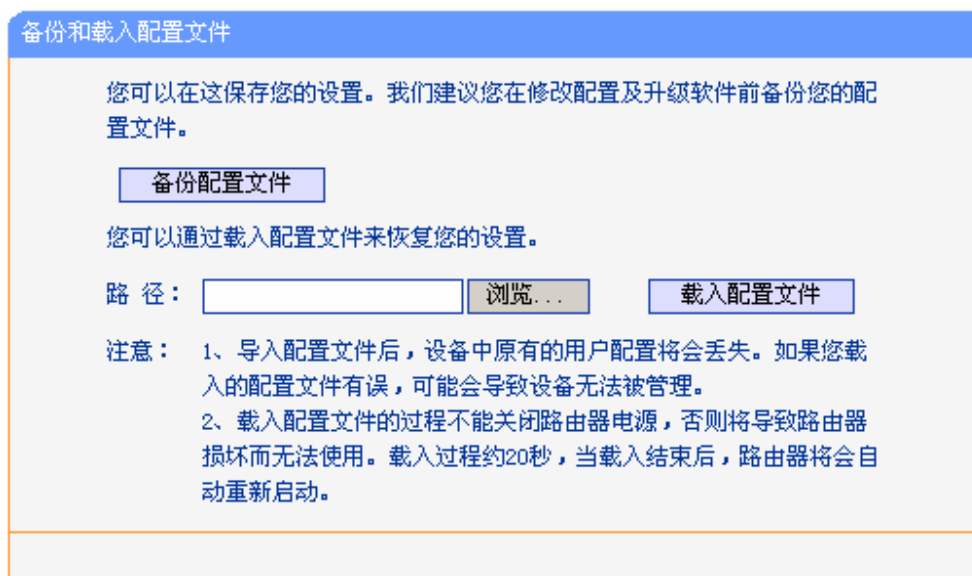 备份和载入配置文件
您可以在这保存您的设置。我们建议您在修改配置及升级软件前备份您的配
置文件。
备份配置文件
您可以通过载入配置文件来恢复您的设置。
路 径： 浏览... 载入配置文件
注意： 1、导入配置文件后，设备中原有的用户配置将会丢失。如果您载
入的配置文件有误，可能会导致设备无法被管理。
2、载入配置文件的过程不能关闭路由器电源，否则将导致路由器
损坏而无法使用。载入过程约20秒，当载入结束后，路由器将会自
动重新启动。